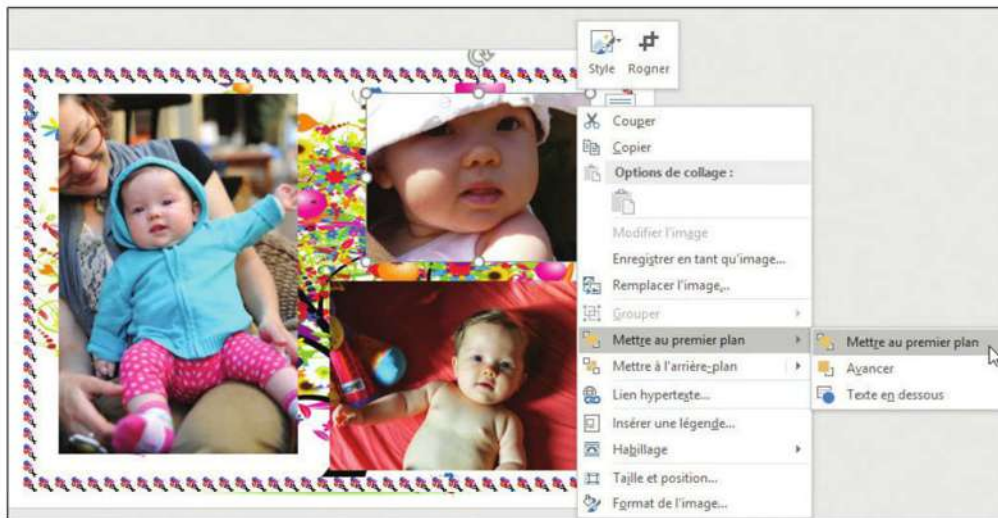 Style Rogner
Couper
Copier
Options de collage :
Modifier l'image
Enregistrer en tant qu'image...
Remplacer l'image...
Grouper
Mettre au premier plan
Mettre au premier plan
Mettre à l'arrière-plan
Avancer
Lien hypertexte...
Texte en dessous
Insérer une légende...
Habillage
Taille et position...
Format de l'image...